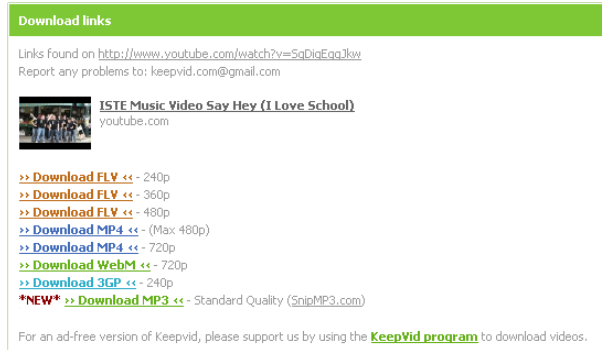 Download links
Links found on http://www.youtube.com/watch?v=SgDigEggJkw
Report any problems to: keepvid.com@gmail.com
ISTE Music Video Say Hey (I Love School)
youtube.com
>> Download FLV << - 240p
>> Download FLV << - 360p
>> Download FLV << - 480p
>> Download MP4 << - (Max 480p)
>> Download MP4 << - 720p
>> Download WebM << - 720p
>> Download 3GP << - 240p
*NEW* >> Download MP3 << - Standard Quality (SnipMP3.com)
For an ad-free version of Keepvid, please support us by using the KeepVid program to download videos.